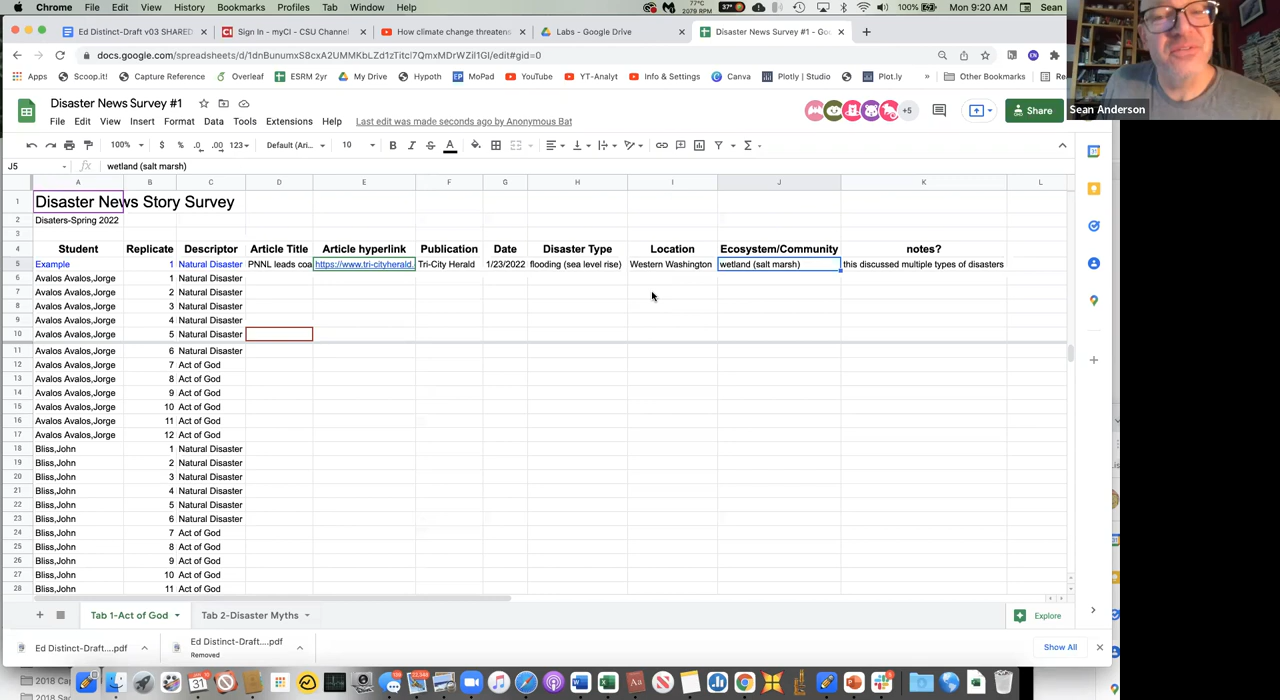 Chrome File Edit View History Bookmarks Profiles Tab Window Help 77°C 2079 RPM 37° 100% Mon 9:20 AM Sean
Ed Distinct-Draft v03 SHARED Sign In - myCI - CSU Channel How climate change threatens Labs - Google Drive Disaster News Survey #1 - Go
docs.google.com/spreadsheets/d/1dnBunumxS8cxA2UMMKbLZd1zTitci7QmxMDrWZil1GI/edit#gid=0
Apps Scoop.it! Capture Reference Overleaf ESRM 2yr My Drive Hypoth MoPad YouTube YT-Analyt Info & Settings Canva Plotly | Studio Plot.ly » Other Bookmarks
Sean Anderson
Disaster News Survey #1
+5 Share
File Edit View Insert Format Data Tools Extensions Help Last edit was made seconds ago by Anonymous Bat
100% $ % .0 .00 123 Default (Ari... 10 B I S A
J5 fx wetland (salt marsh)
A B C D E F G H I J K L
1 Disaster News Story Survey
2 Disaters-Spring 2022
3
4 Student Replicate Descriptor Article Title Article hyperlink Publication Date Disaster Type Location Ecosystem/Community notes?
5 Example 1 Natural Disaster PNNL leads coa https://www.tri-cityherald. Tri-City Herald 1/23/2022 flooding (sea level rise) Western Washington wetland (salt marsh) this discussed multiple types of disasters
6 Avalos Avalos,Jorge 1 Natural Disaster
7 Avalos Avalos,Jorge 2 Natural Disaster
8 Avalos Avalos,Jorge 3 Natural Disaster
9 Avalos Avalos,Jorge 4 Natural Disaster
10 Avalos Avalos,Jorge 5 Natural Disaster
11 Avalos Avalos,Jorge 6 Natural Disaster
12 Avalos Avalos,Jorge 7 Act of God
13 Avalos Avalos,Jorge 8 Act of God
14 Avalos Avalos,Jorge 9 Act of God
15 Avalos Avalos,Jorge 10 Act of God
16 Avalos Avalos,Jorge 11 Act of God
17 Avalos Avalos,Jorge 12 Act of God
18 Bliss,John 1 Natural Disaster
19 Bliss,John 2 Natural Disaster
20 Bliss,John 3 Natural Disaster
21 Bliss,John 4 Natural Disaster
22 Bliss,John 5 Natural Disaster
23 Bliss,John 6 Natural Disaster
24 Bliss,John 7 Act of God
25 Bliss,John 8 Act of God
26 Bliss,John 9 Act of God
27 Bliss,John 10 Act of God
28 Bliss,John 11 Act of God
Tab 1-Act of God Tab 2-Disaster Myths Explore
Ed Distinct-Draft....pdf Ed Distinct-Draft....pdf Show All
Removed
2018 Ca